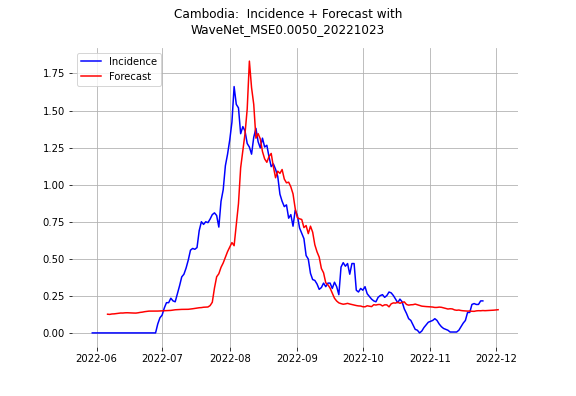 Cambodia:  Incidence + Forecast with
WaveNet_MSE0.0050_20221023
Incidence
Forecast
1.75
1.50
1.25
1.00
0.75
0.50
0.25
0.00
2022-06 2022-07 2022-08 2022-09 2022-10 2022-11 2022-12